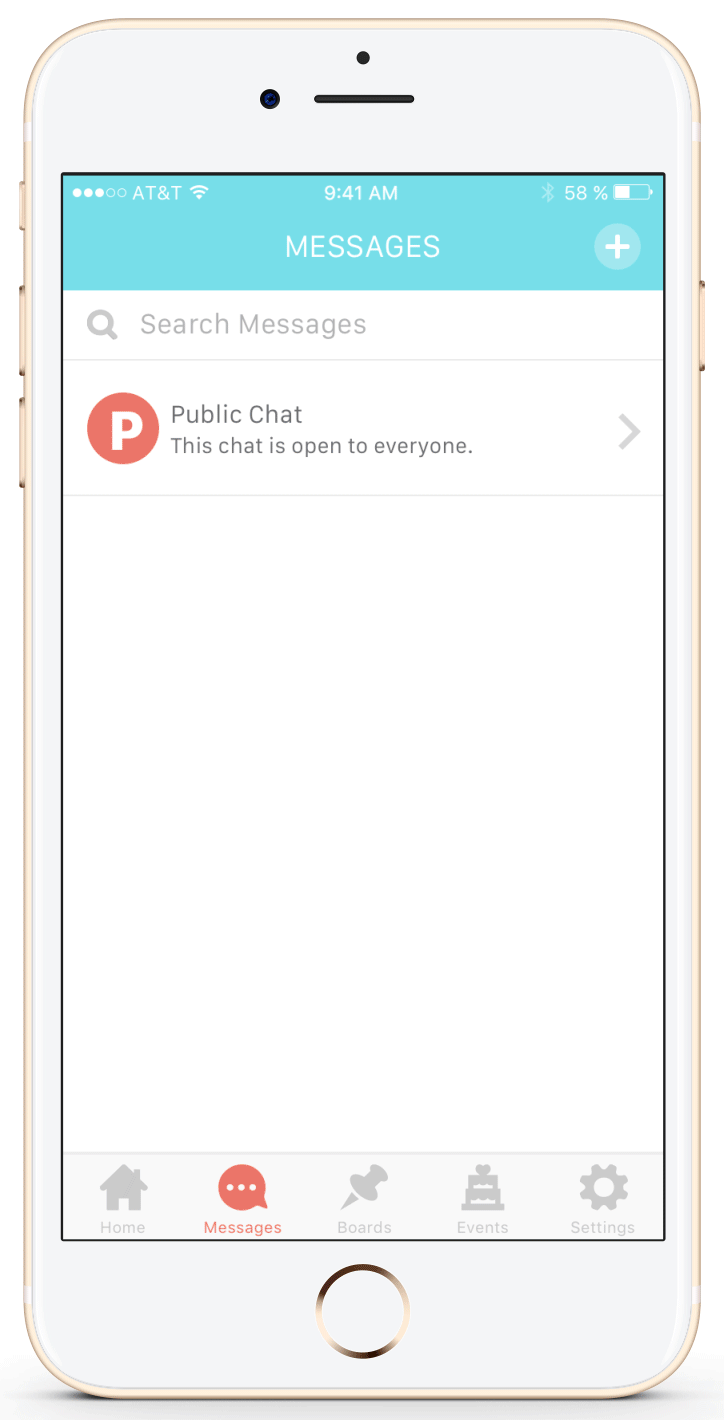 AT&T 9:41 AM 58 %
MESSAGES
Search Messages
P
Public Chat
This chat is open to everyone.
Home Messages Boards Events Settings